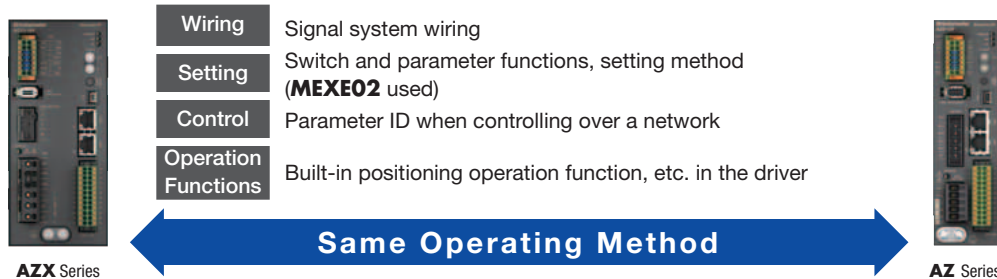 Wiring
Signal system wiring
Setting
Switch and parameter functions, setting method
(MEXE02 used)
Control
Parameter ID when controlling over a network
Operation
Functions
Built-in positioning operation function, etc. in the driver
Same Operating Method
AZX Series
AZ Series